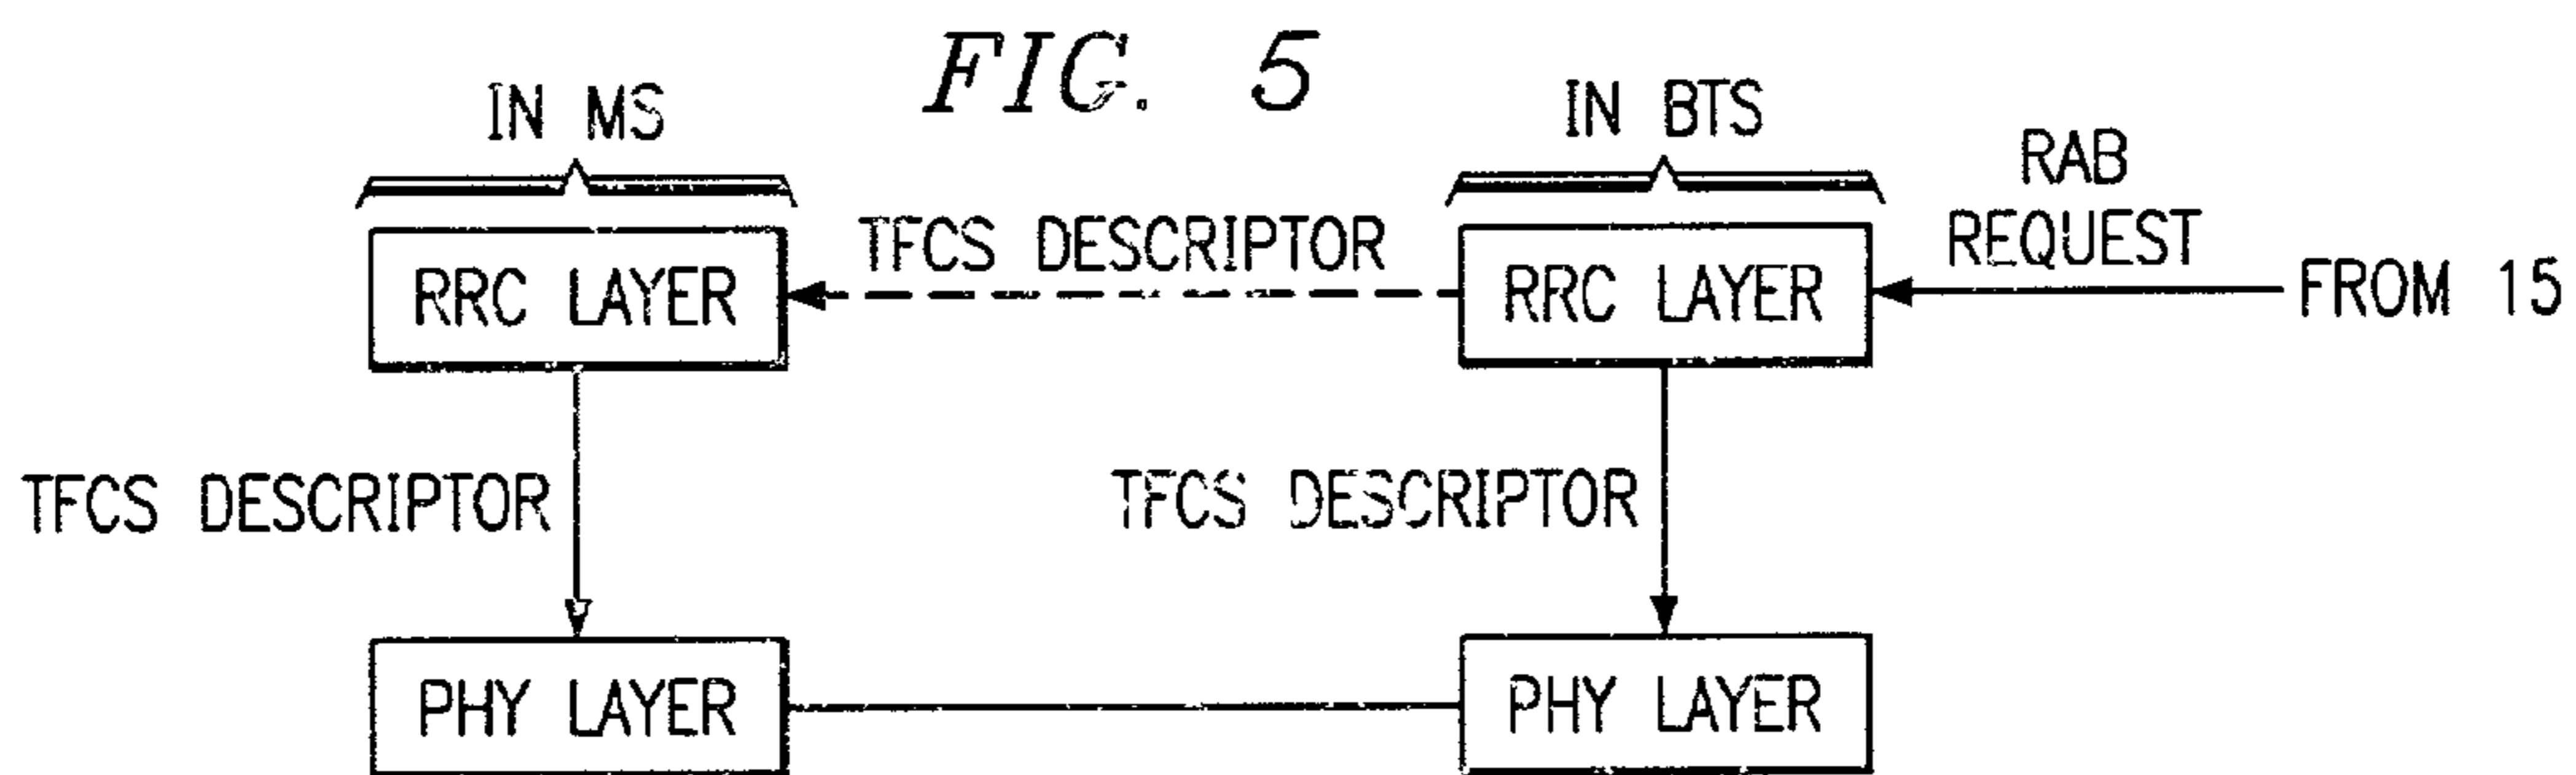 FIG. 5
IN MS
IN BTS
RAB
REQUEST
TFCS DESCRIPTOR
RRC LAYER
RRC LAYER
FROM 15
TFCS DESCRIPTOR
TFCS DESCRIPTOR
PHY LAYER
PHY LAYER